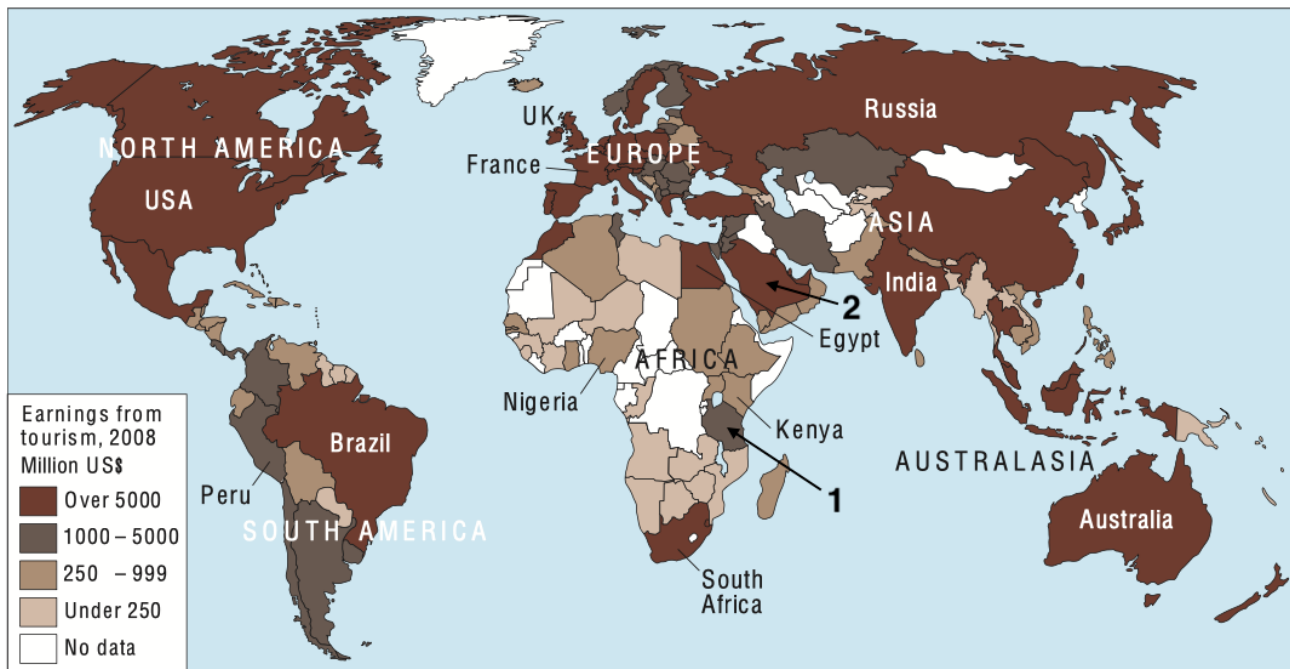 UK
Russia
NORTH AMERICA
EUROPE
France
USA
ASIA
India
2
Egypt
AFRICA
Nigeria
Kenya
Earnings from
tourism, 2008
Million US$
Over 5000
1000 – 5000
250 – 999
Under 250
No data
Brazil
AUSTRALASIA
Peru
1
SOUTH AMERICA
Australia
South
Africa